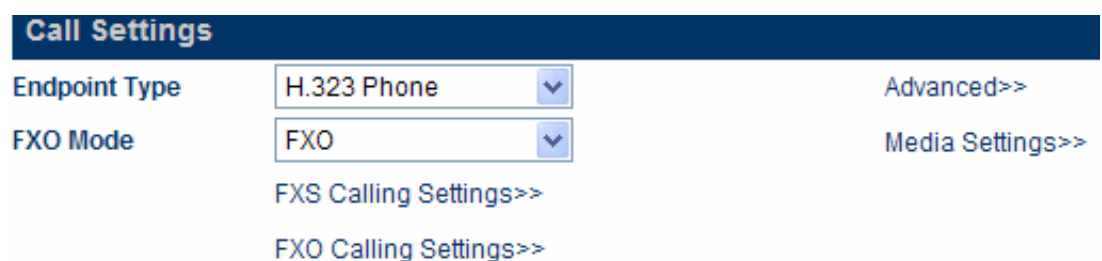 Call Settings
Endpoint Type H.323 Phone Advanced>>
FXO Mode FXO Media Settings>>
FXS Calling Settings>>
FXO Calling Settings>>